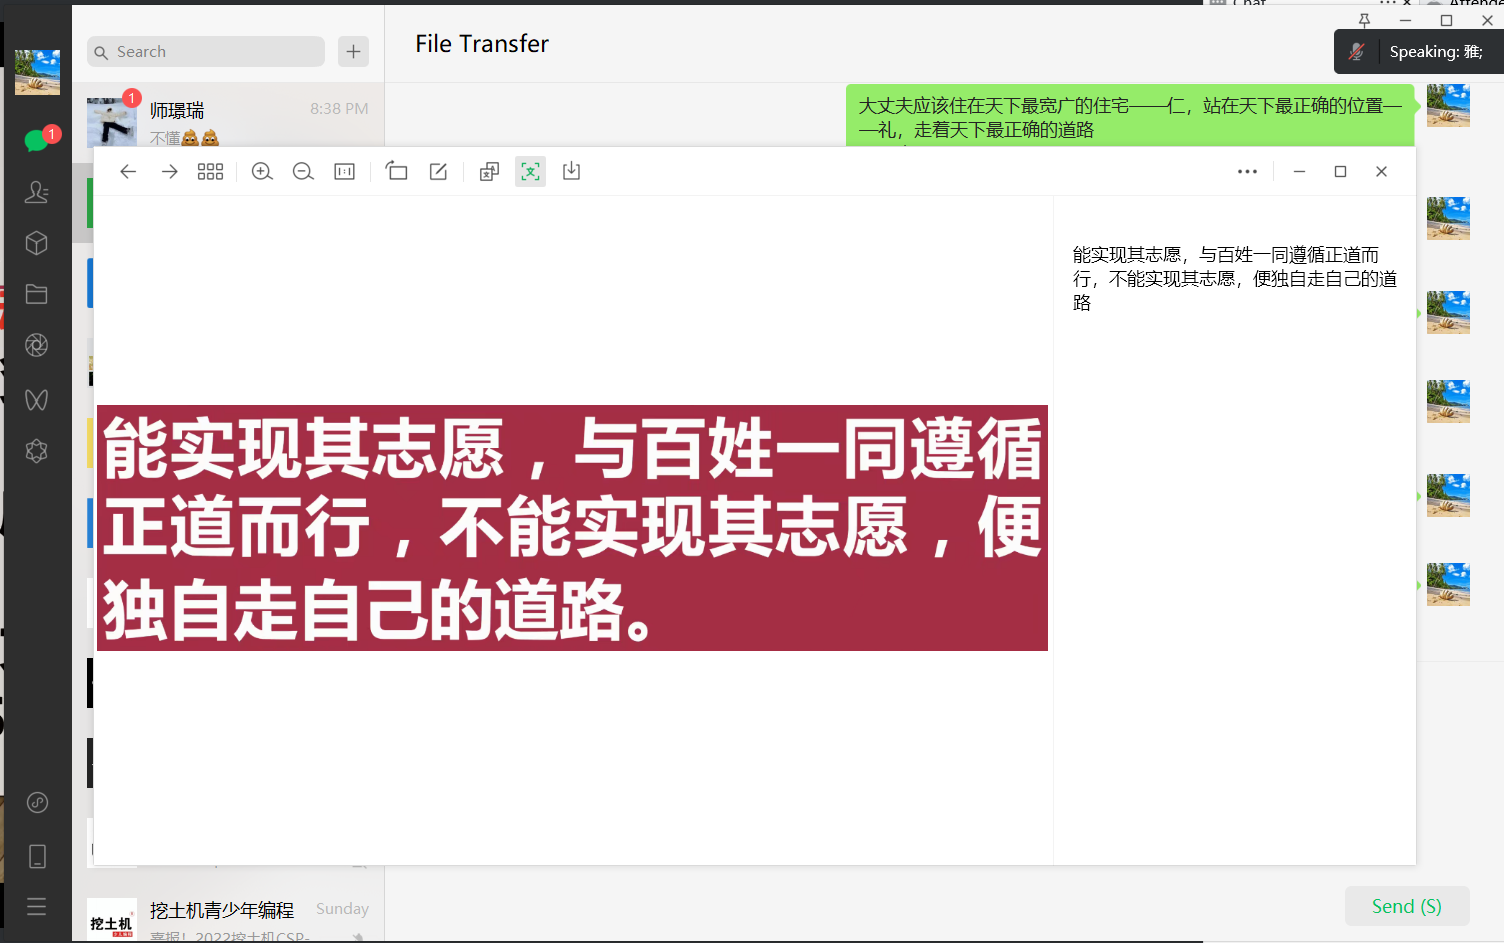 Chat
Search
File Transfer
Speaking: 雅;
1
师璟瑞
8:38 PM
不懂💩💩
1
大丈夫应该住在天下最宽广的住宅——仁，站在天下最正确的位置—
—礼，走着天下最正确的道路
能实现其志愿，与百姓一同遵循正道而
行，不能实现其志愿，便独自走自己的道
路
能实现其志愿，与百姓一同遵循
正道而行，不能实现其志愿，便
独自走自己的道路。
挖土机
挖土机青少年编程
Sunday
喜报！2022挖土机CSP-
Send (S)